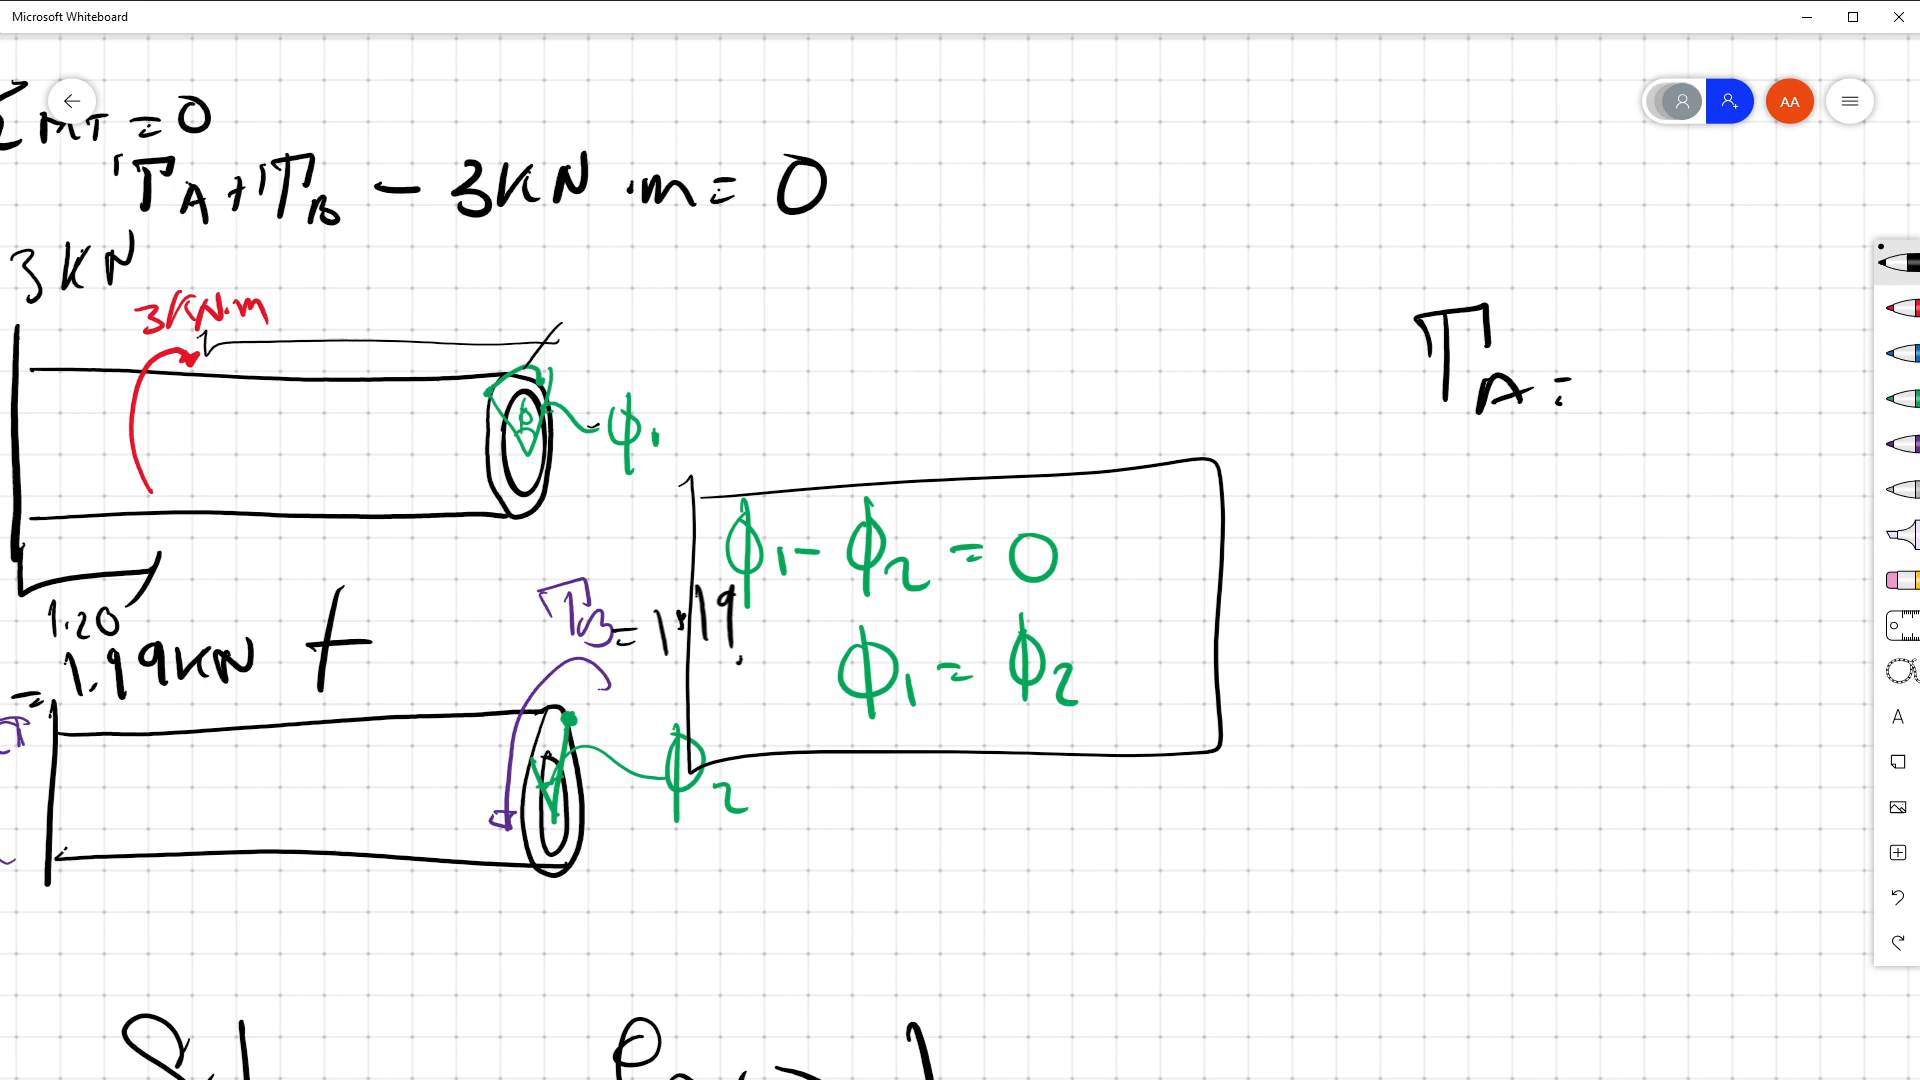 Microsoft Whiteboard
AA
ΣMT = 0
TA + TB - 3KN·m = 0
3KN
3KN·m
TA =
ϕ1
ϕ1 - ϕ2 = 0
ϕ1 = ϕ2
1.20
TB = 1.19
= 1.99KN +
ϕ2